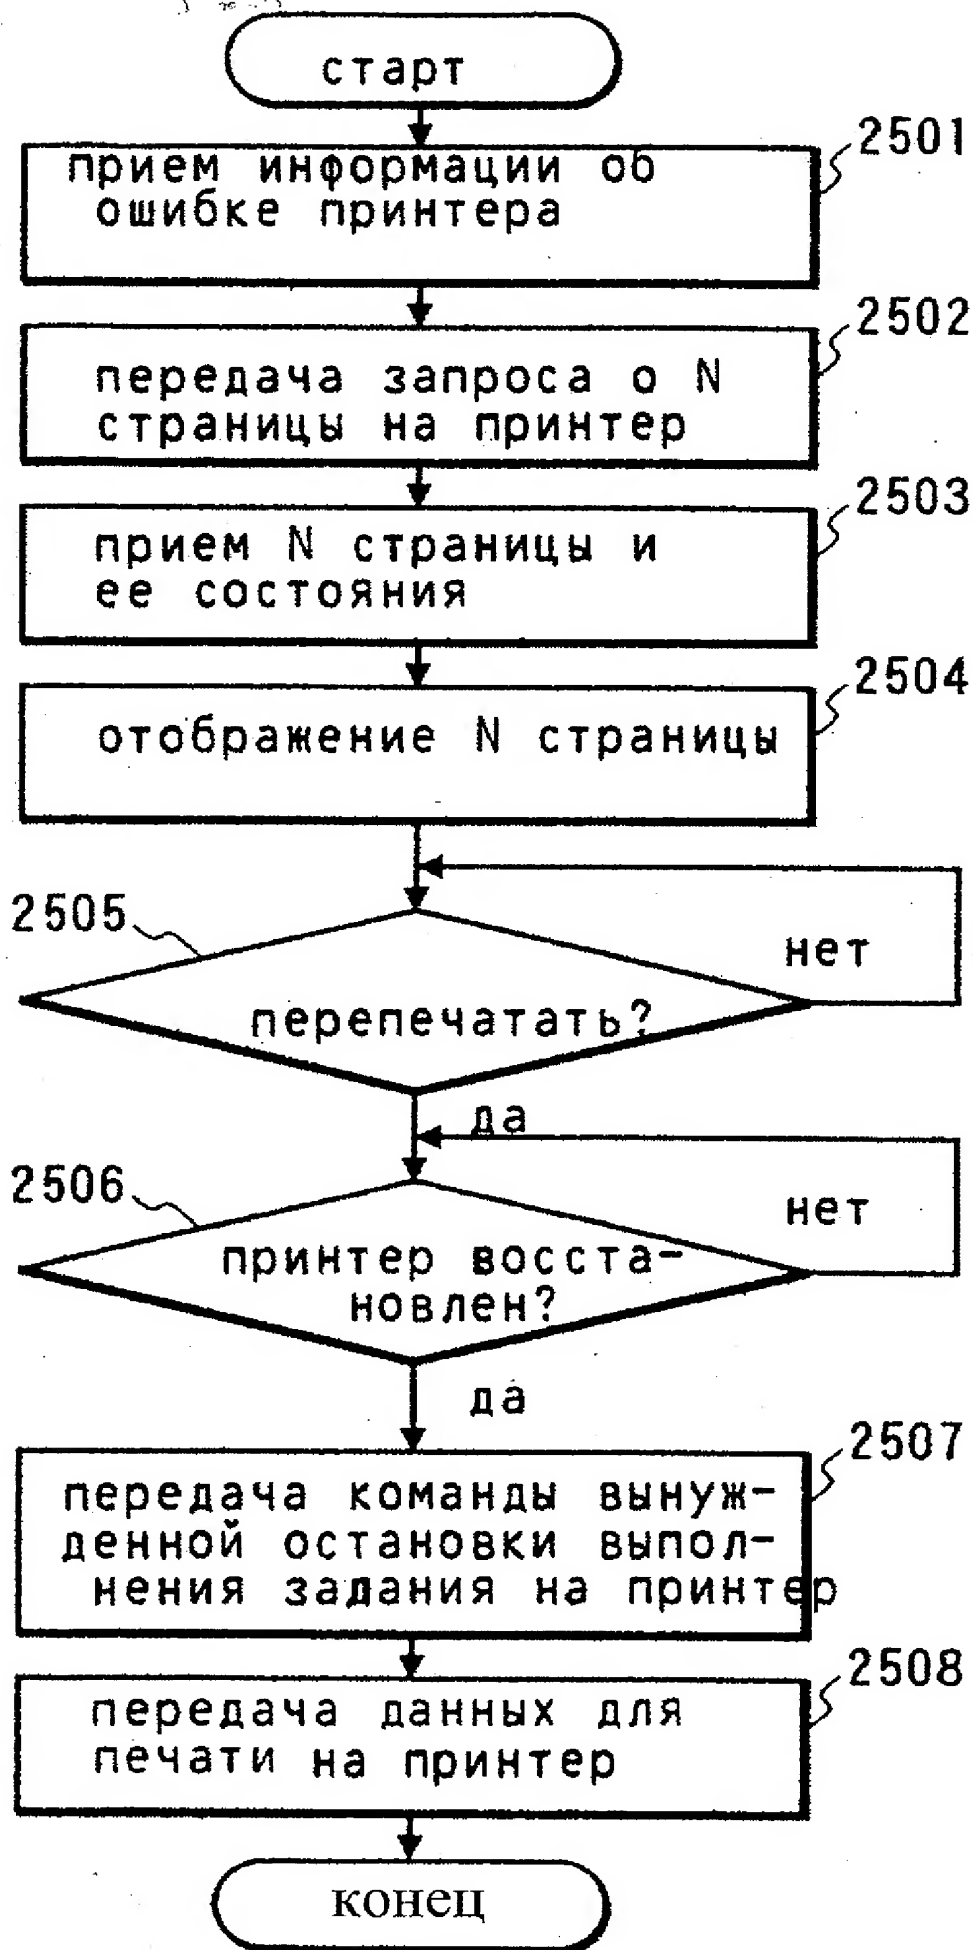 старт
2501
прием информации об
ошибке принтера
2502
передача запроса о N
страницы на принтер
2503
прием N страницы и
ее состояния
2504
отображение N страницы
2505
нет
перепечатать?
да
2506
нет
принтер восста-
новлен?
да
2507
передача команды вынуж-
денной остановки выпол-
нения задания на принтер
2508
передача данных для
печати на принтер
конец